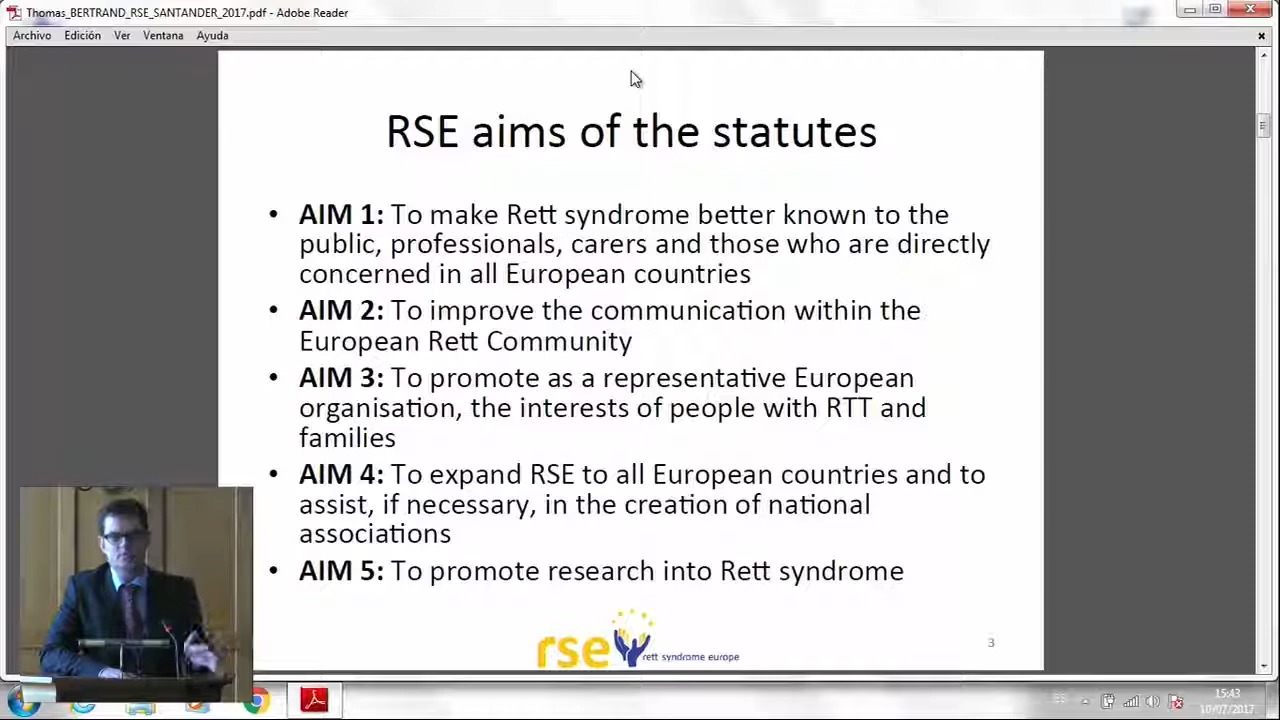 Thomas_BERTRAND_RSE_SANTANDER_2017.pdf - Adobe Reader
Archivo Edición Ver Ventana Ayuda
RSE aims of the statutes
• AIM 1: To make Rett syndrome better known to the
public, professionals, carers and those who are directly
concerned in all European countries
• AIM 2: To improve the communication within the
European Rett Community
• AIM 3: To promote as a representative European
organisation, the interests of people with RTT and
families
• AIM 4: To expand RSE to all European countries and to
assist, if necessary, in the creation of national
associations
• AIM 5: To promote research into Rett syndrome
rse rett syndrome europe
3
ES
15:43
10/07/2017